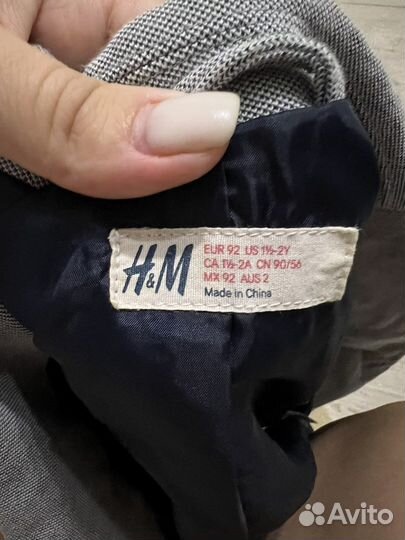 H&M
EUR 92 US 1½-2Y
CA 1½-2A CN 90/56
MX 92 AUS 2
Made in China
Avito